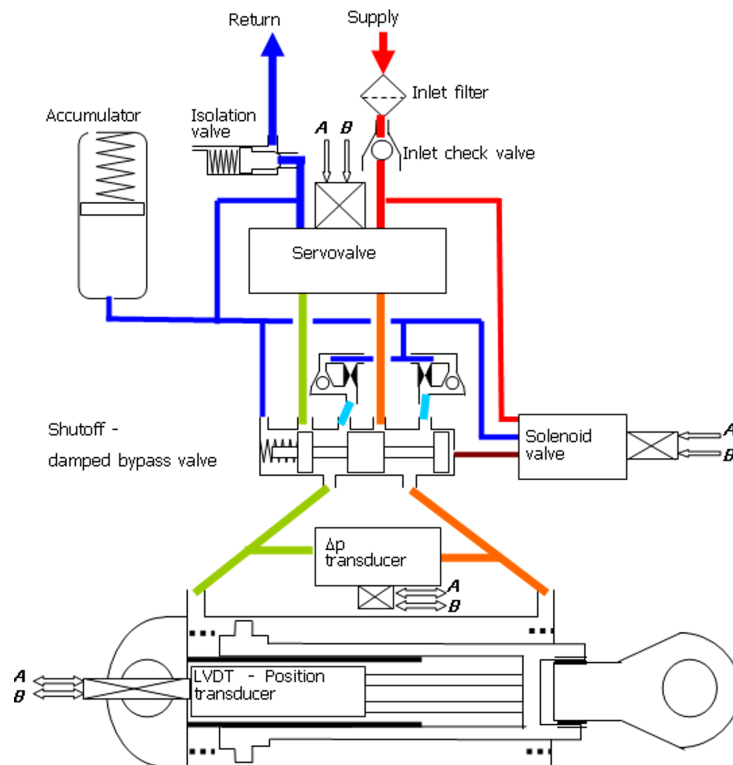 Return
Supply
Inlet filter
Accumulator
Isolation
valve
A
B
Inlet check valve
Servovalve
Shutoff -
damped bypass valve
Solenoid
valve
A
B
Δp
transducer
A
B
A
B
LVDT - Position
transducer